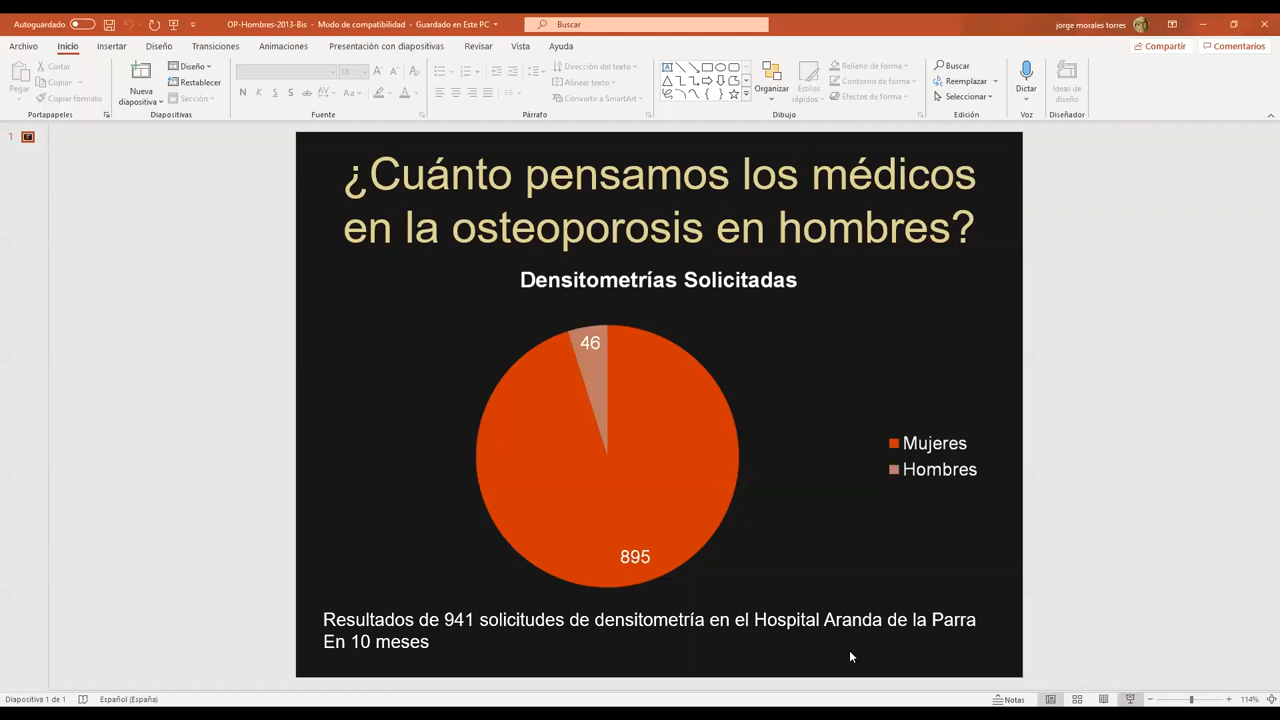 Autoguardado
OP-Hombres-2013-Bis - Modo de compatibilidad - Guardado en Este PC
Buscar
jorge morales torres
Archivo
Inicio
Insertar
Diseño
Transiciones
Animaciones
Presentación con diapositivas
Revisar
Vista
Ayuda
Compartir
Comentarios
Pegar
Cortar
Copiar
Copiar formato
Portapapeles
Nueva
diapositiva
Diseño
Restablecer
Sección
Diapositivas
18
N K S S AV Aa A
Fuente
Dirección del texto
Alinear texto
Convertir a SmartArt
Párrafo
Organizar
Estilos
rápidos
Relleno de forma
Contorno de forma
Efectos de forma
Dibujo
Buscar
Reemplazar
Seleccionar
Edición
Dictar
Voz
Ideas de
diseño
Diseñador
1
¿Cuánto pensamos los médicos
en la osteoporosis en hombres?
Densitometrías Solicitadas
46
895
Mujeres
Hombres
Resultados de 941 solicitudes de densitometría en el Hospital Aranda de la Parra
En 10 meses
Diapositiva 1 de 1
Español (España)
Notas
114%